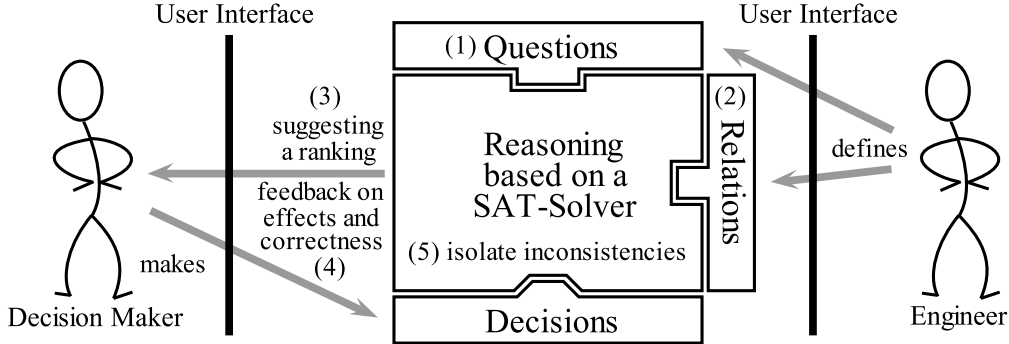 User Interface
User Interface
(1) Questions
(2) Relations
(3)
suggesting
a ranking
feedback on
effects and
correctness
(4)
Reasoning
based on a
SAT-Solver
(5) isolate inconsistencies
defines
makes
Decisions
Decision Maker
Engineer